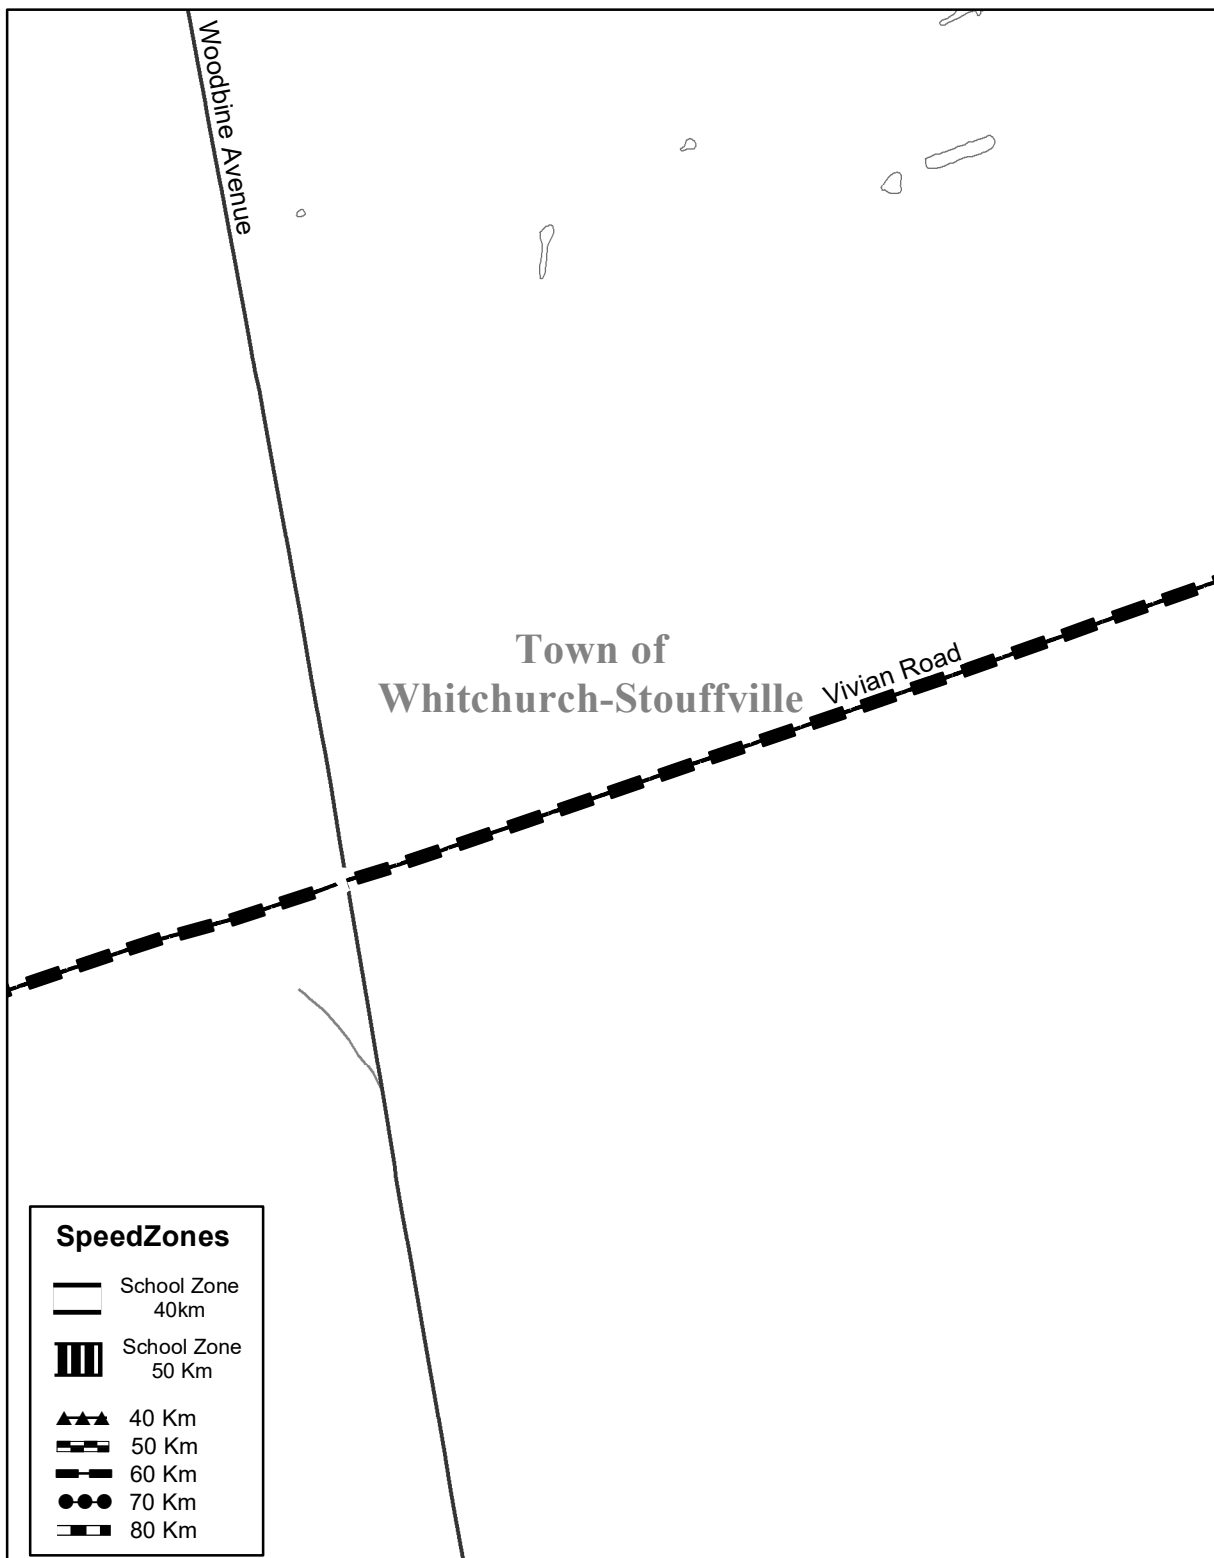 Woodbine Avenue
Town of
Whitchurch-Stouffville
Vivian Road
SpeedZones
School Zone
40km
School Zone
50 Km
40 Km
50 Km
60 Km
70 Km
80 Km